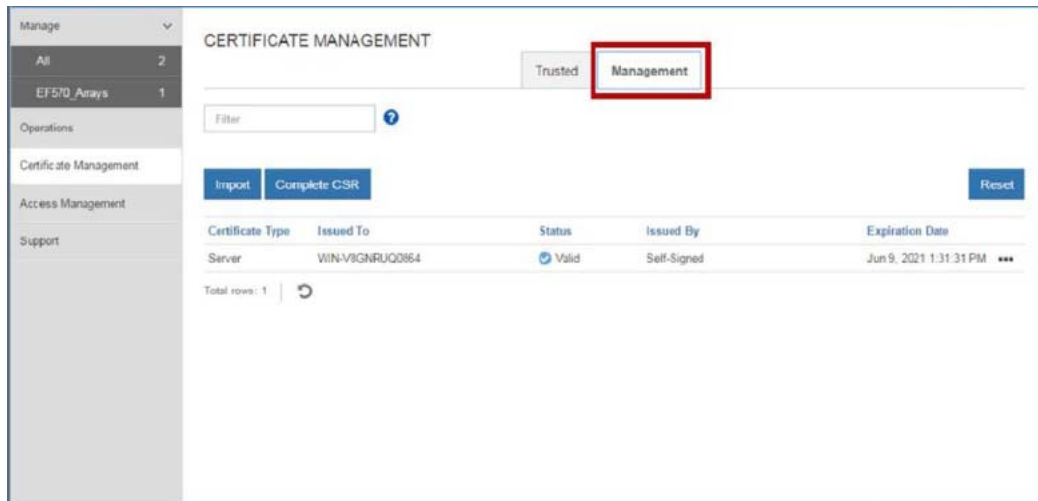 Manage
All 2
EF570_Arrays 1
Operations
Certificate Management
Access Management
Support
CERTIFICATE MANAGEMENT
Trusted Management
Filter
Import Complete CSR Reset
Certificate Type Issued To Status Issued By Expiration Date
Server WIN-V8GNRUQ0864 Valid Self-Signed Jun 9, 2021 1:31:31 PM
Total rows: 1